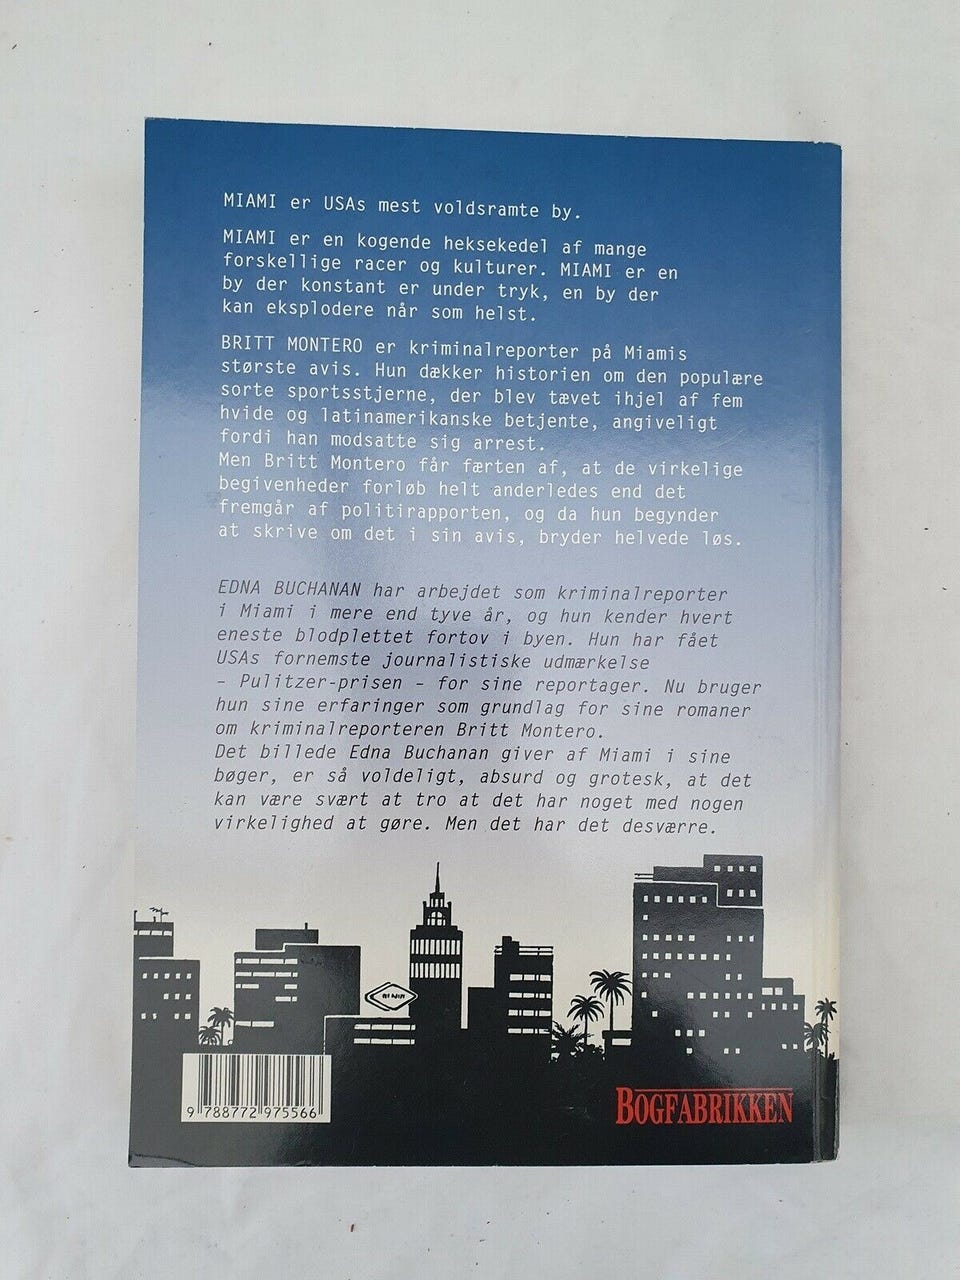 MIAMI er USAs mest voldsramte by.
MIAMI er en kogende heksekedel af mange
forskellige racer og kulturer. MIAMI er en
by der konstant er under tryk, en by der
kan eksplodere når som helst.
BRITT MONTERO er kriminalreporter på Miamis
største avis. Hun dækker historien om den populære
sorte sportsstjerne, der blev tævet ihjel af fem
hvide og latinamerikanske betjente, angiveligt
fordi han modsatte sig arrest.
Men Britt Montero får færten af, at de virkelige
begivenheder forløb helt anderledes end det
fremgår af politirapporten, og da hun begynder
at skrive om det i sin avis, bryder helvede løs.
EDNA BUCHANAN har arbejdet som kriminalreporter
i Miami i mere end tyve år, og hun kender hvert
eneste blodplettet fortov i byen. Hun har fået
USAs fornemste journalistiske udmærkelse
– Pulitzer-prisen – for sine reportager. Nu bruger
hun sine erfaringer som grundlag for sine romaner
om kriminalreporteren Britt Montero.
Det billede Edna Buchanan giver af Miami i sine
bøger, er så voldeligt, absurd og grotesk, at det
kan være svært at tro at det har noget med nogen
virkelighed at gøre. Men det har det desværre.
9 788772 975566
BOGFABRIKKEN